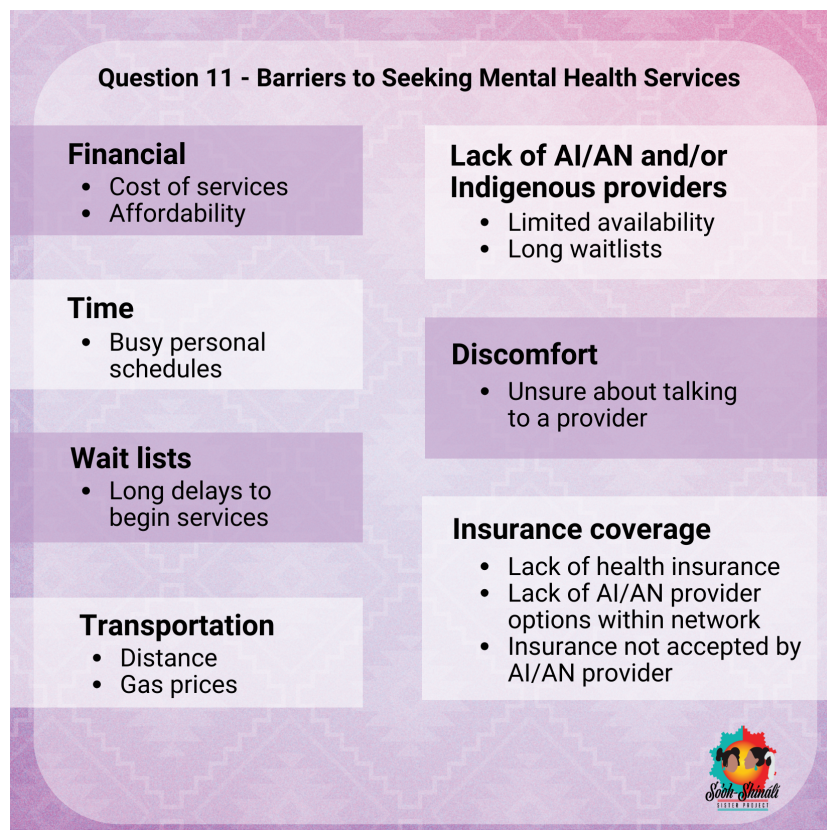 Question 11 - Barriers to Seeking Mental Health Services
Financial
• Cost of services
• Affordability
Time
• Busy personal
schedules
Wait lists
• Long delays to
begin services
Transportation
• Distance
• Gas prices
Lack of AI/AN and/or
Indigenous providers
• Limited availability
• Long waitlists
Discomfort
• Unsure about talking
to a provider
Insurance coverage
• Lack of health insurance
• Lack of AI/AN provider
options within network
• Insurance not accepted by
AI/AN provider
Sǫ'óh-Shinálí
SISTER PROJECT